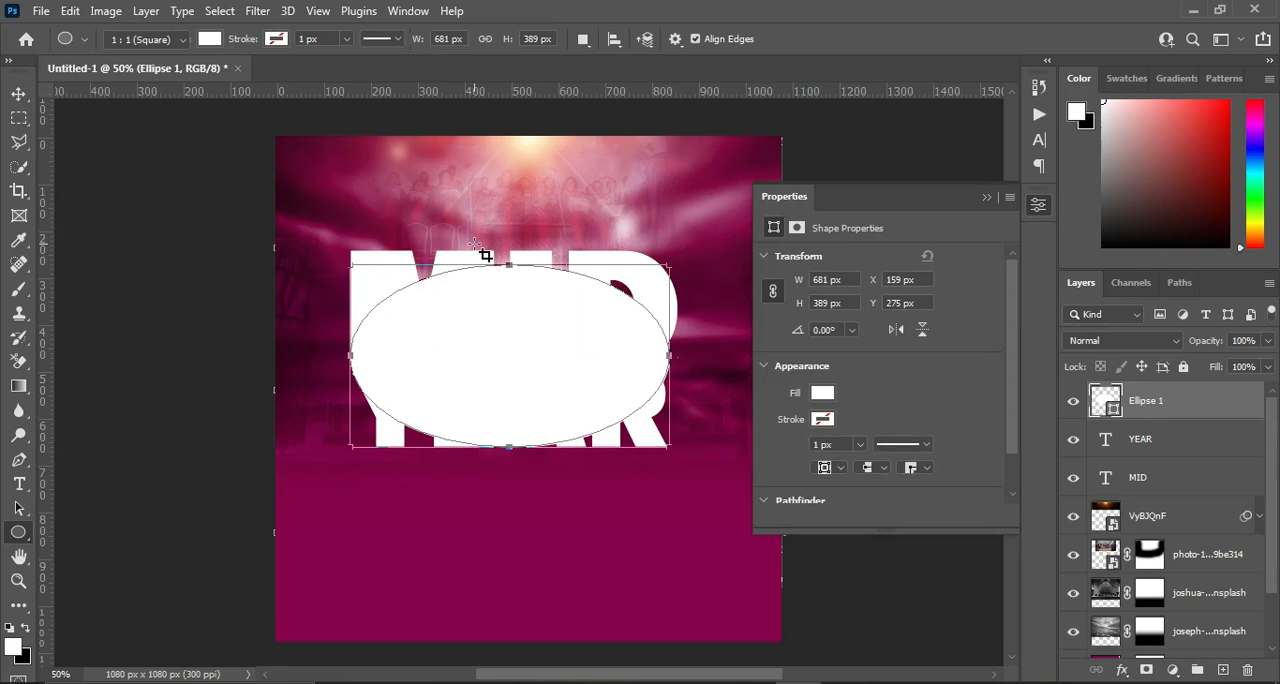 Ps File Edit Image Layer Type Select Filter 3D View Plugins Window Help
1 : 1 (Square) Stroke: 1 px W: 681 px H: 389 px Align Edges
Untitled-1 @ 50% (Ellipse 1, RGB/8) *
400 300 200 100 0 100 200 300 400 500 600 700 800 900 1000 1100 1200 1300 1400
Color Swatches Gradients Patterns
Properties
Shape Properties
Transform
W 681 px X 159 px
H 389 px Y 275 px
0.00°
Appearance
Fill
Stroke
1 px
Pathfinder
Layers Channels Paths
Kind
Normal Opacity: 100%
Lock: Fill: 100%
Ellipse 1
T YEAR
T MID
VyBJQnF
photo-1...9be314
joshua-...nsplash
joseph-...nsplash
50% 1080 px x 1080 px (300 ppi)